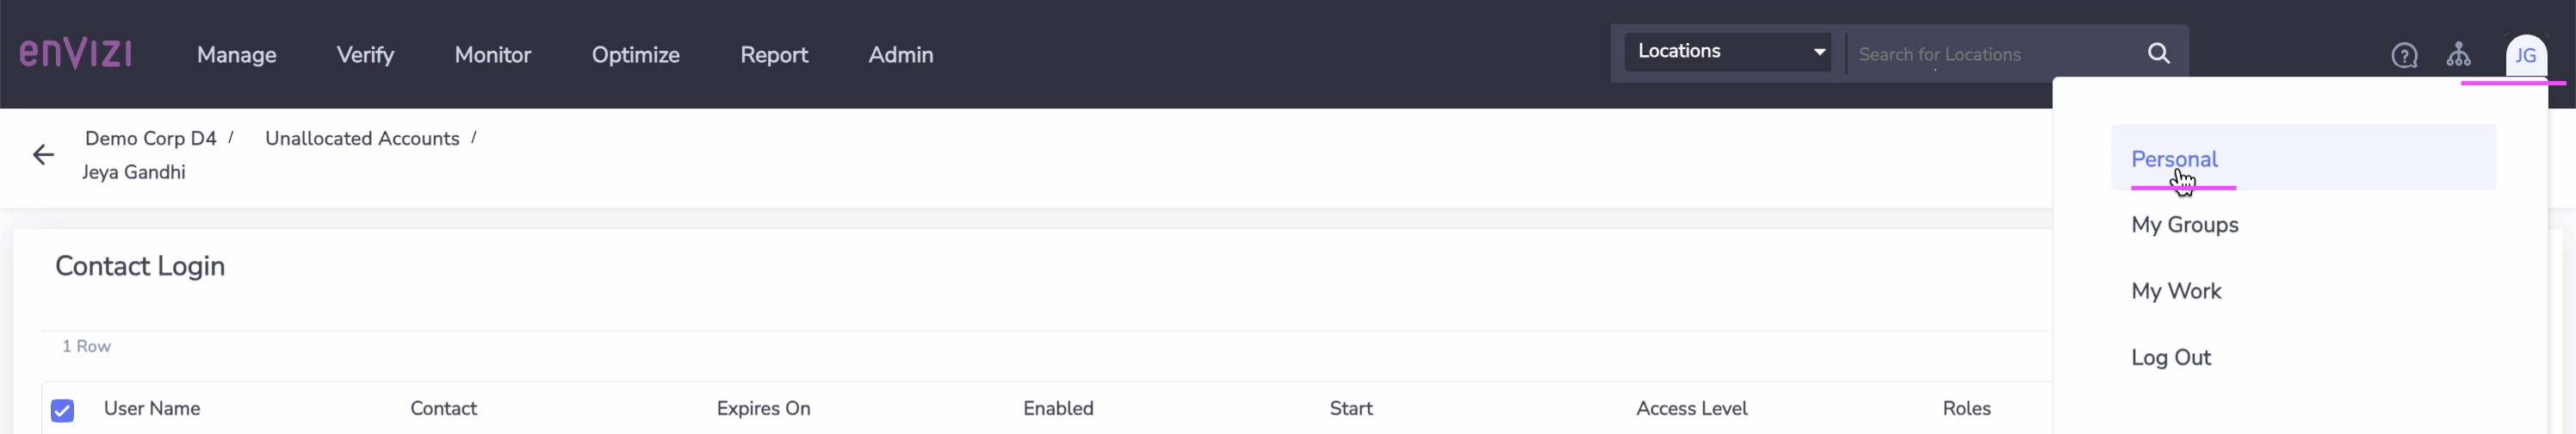 enVIZI Manage Verify Monitor Optimize Report Admin Locations Search for Locations ? JG
Demo Corp D4 / Unallocated Accounts /
Jeya Gandhi
Personal
My Groups
My Work
Log Out
Contact Login
1 Row
User Name Contact Expires On Enabled Start Access Level Roles